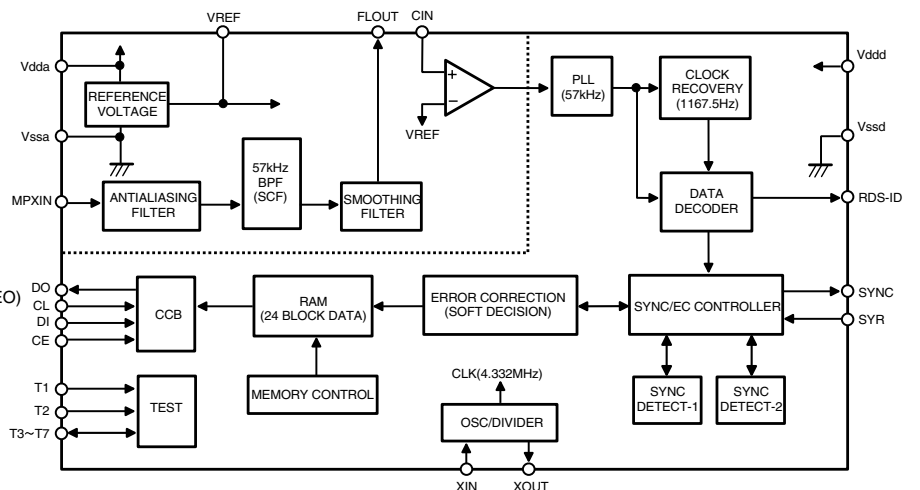 VREF
FLOUT
CIN
Vdda
REFERENCE
VOLTAGE
Vssa
+
−
VREF
PLL
(57kHz)
CLOCK
RECOVERY
(1167.5Hz)
Vddd
Vssd
MPXIN
ANTIALIASING
FILTER
57kHz
BPF
(SCF)
SMOOTHING
FILTER
DATA
DECODER
RDS-ID
EO)
DO
CL
DI
CE
CCB
RAM
(24 BLOCK DATA)
ERROR CORRECTION
(SOFT DECISION)
SYNC/EC CONTROLLER
SYNC
SYR
T1
T2
T3~T7
TEST
MEMORY CONTROL
CLK(4.332MHz)
OSC/DIVIDER
SYNC
DETECT-1
SYNC
DETECT-2
XIN
XOUT